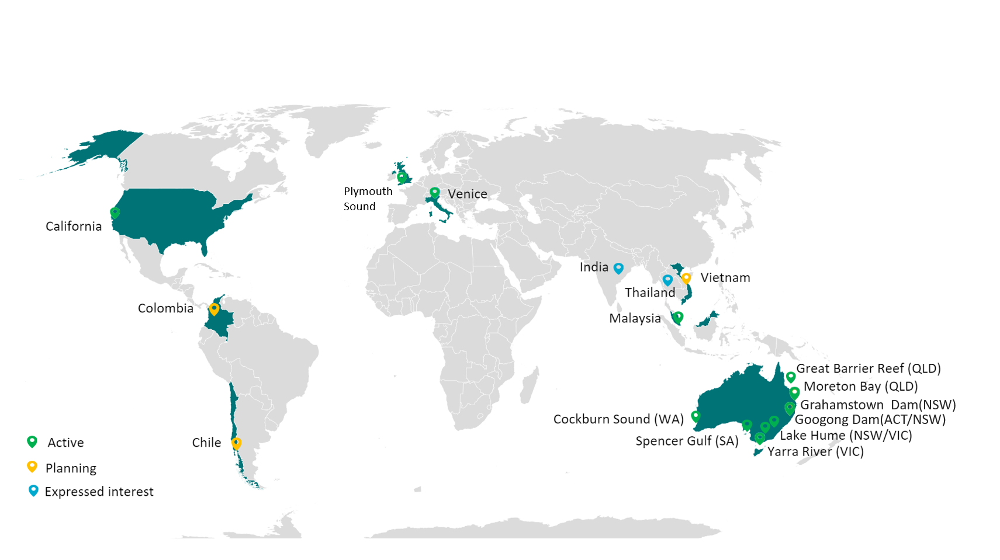 Plymouth
Sound
Venice
California
India
Vietnam
Thailand
Colombia
Malaysia
Great Barrier Reef (QLD)
Moreton Bay (QLD)
Grahamstown  Dam(NSW)
Cockburn Sound (WA)
Googong Dam(ACT/NSW)
Lake Hume (NSW/VIC)
Spencer Gulf (SA)
Yarra River (VIC)
Chile
Active
Planning
Expressed interest